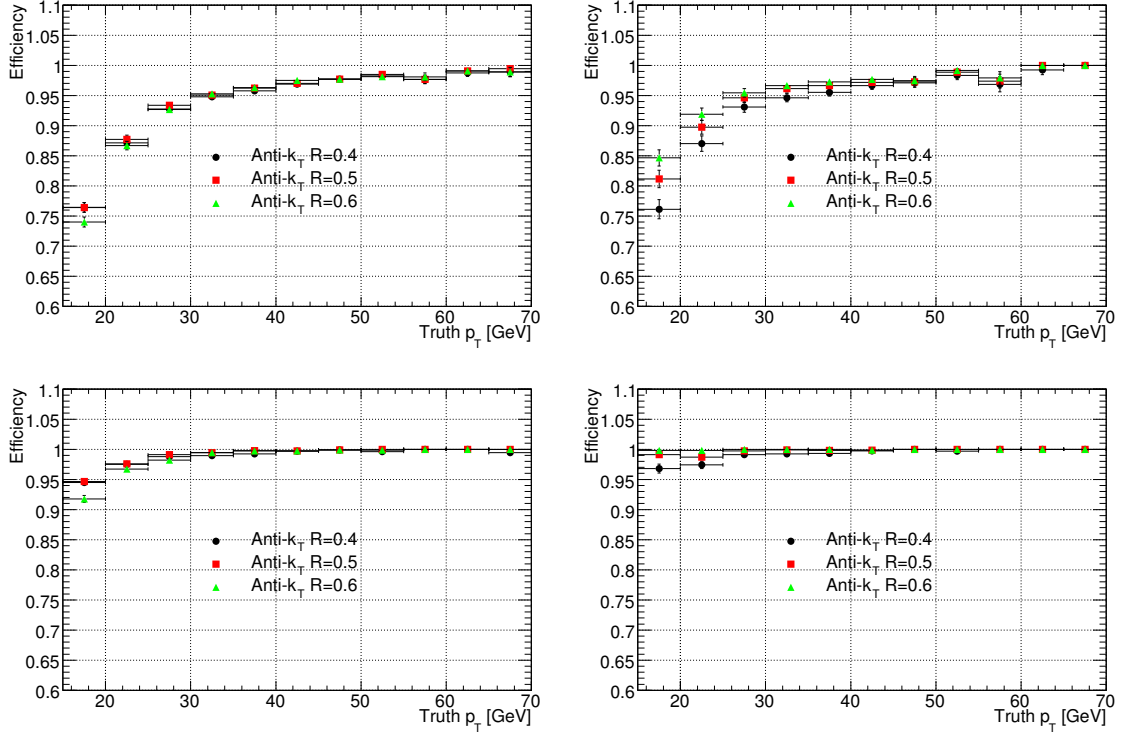 Efficiency
1.1
1.05
1
0.95
0.9
0.85
0.8
0.75
0.7
0.65
0.6
Anti-k_T R=0.4
Anti-k_T R=0.5
Anti-k_T R=0.6
20 30 40 50 60 70
Truth p_T [GeV]
Efficiency
1.1
1.05
1
0.95
0.9
0.85
0.8
0.75
0.7
0.65
0.6
Anti-k_T R=0.4
Anti-k_T R=0.5
Anti-k_T R=0.6
20 30 40 50 60 70
Truth p_T [GeV]
Efficiency
1.1
1.05
1
0.95
0.9
0.85
0.8
0.75
0.7
0.65
0.6
Anti-k_T R=0.4
Anti-k_T R=0.5
Anti-k_T R=0.6
20 30 40 50 60 70
Truth p_T [GeV]
Efficiency
1.1
1.05
1
0.95
0.9
0.85
0.8
0.75
0.7
0.65
0.6
Anti-k_T R=0.4
Anti-k_T R=0.5
Anti-k_T R=0.6
20 30 40 50 60 70
Truth p_T [GeV]